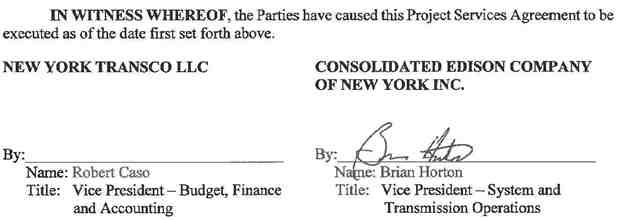 IN WITNESS WHEREOF, the Parties have caused this Project Services Agreement to be
executed as of the date first set forth above.
NEW YORK TRANSCO LLC
By:
Name: Robert Caso
Title: Vice President – Budget, Finance
and Accounting
CONSOLIDATED EDISON COMPANY
OF NEW YORK INC.
By: Brian Horton
Name: Brian Horton
Title: Vice President – System and
Transmission Operations